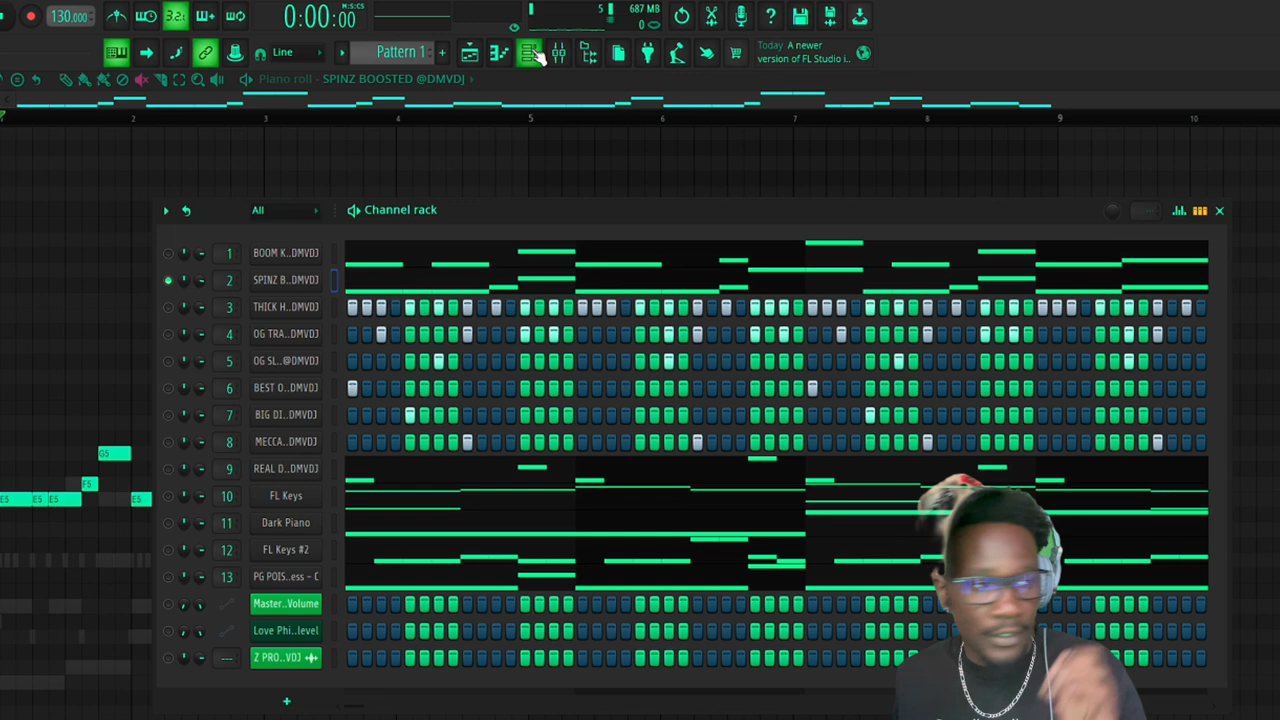 130.000
3.2.
0:00:00
M:S:CS
5
687 MB
0
Line
Pattern 1
Today A newer
version of FL Studio i..
Piano roll - SPINZ BOOSTED @DMVDJ
2 3 4 5 6 7 8 9 10
All
Channel rack
1 BOOM K..DMVDJ
2 SPINZ B..DMVDJ
3 THICK H..DMVDJ
4 OG TRA..DMVDJ
5 OG SL..@DMVDJ
6 BEST O..DMVDJ
7 BIG DI..DMVDJ
8 MECCA..DMVDJ
9 REAL D..DMVDJ
10 FL Keys
11 Dark Piano
12 FL Keys #2
13 PG POIS..ess - C
Master..Volume
Love Phi..level
--- Z PRO..VDJ
G5
F5
E5 E5 E5 E5